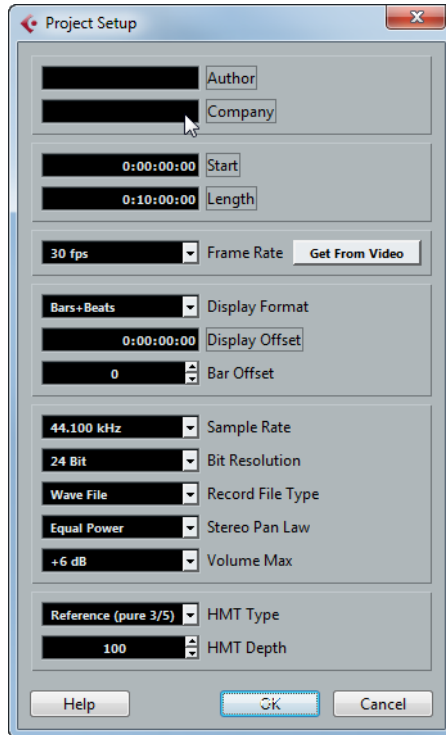 Project Setup
Author
Company
0:00:00:00 Start
0:10:00:00 Length
30 fps Frame Rate Get From Video
Bars+Beats Display Format
0:00:00:00 Display Offset
0 Bar Offset
44.100 kHz Sample Rate
24 Bit Bit Resolution
Wave File Record File Type
Equal Power Stereo Pan Law
+6 dB Volume Max
Reference (pure 3/5) HMT Type
100 HMT Depth
Help OK Cancel